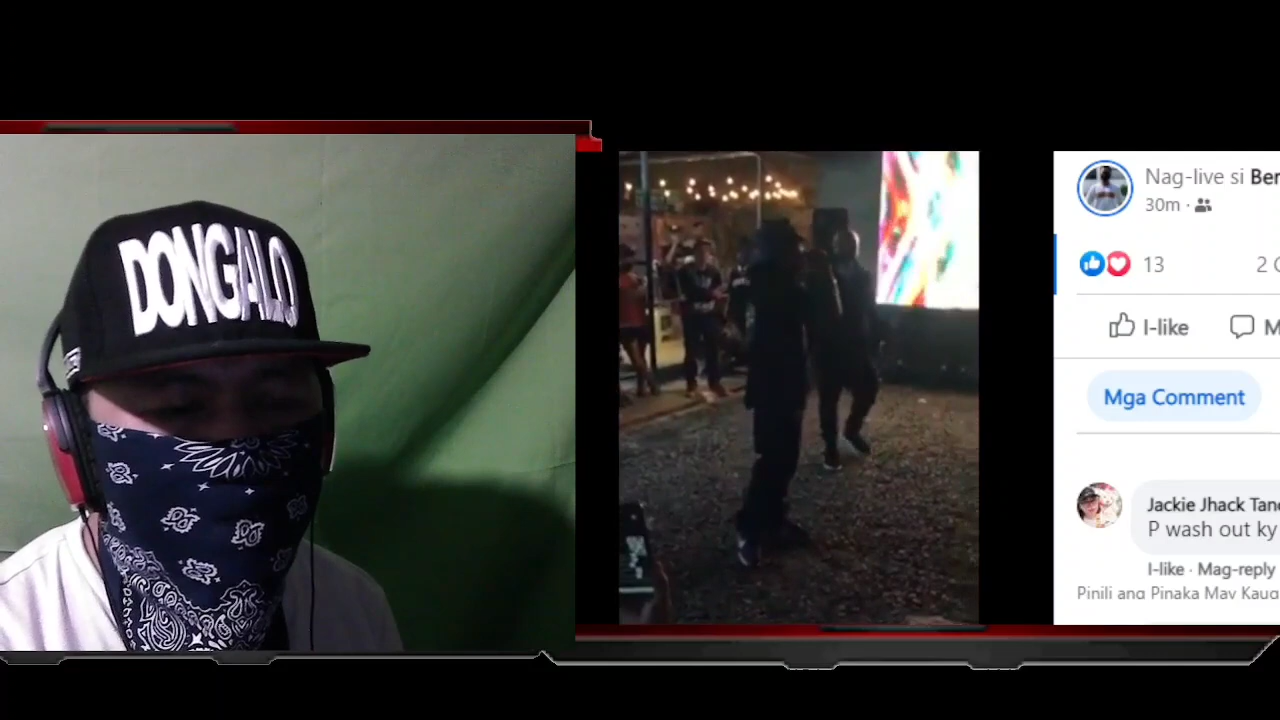 DONGALO
Nag-live si Ber
30m
13
2
I-like
M
Mga Comment
Jackie Jhack Tan
P wash out ky
I-like · Mag-reply
Pinili ang Pinaka May Kaug